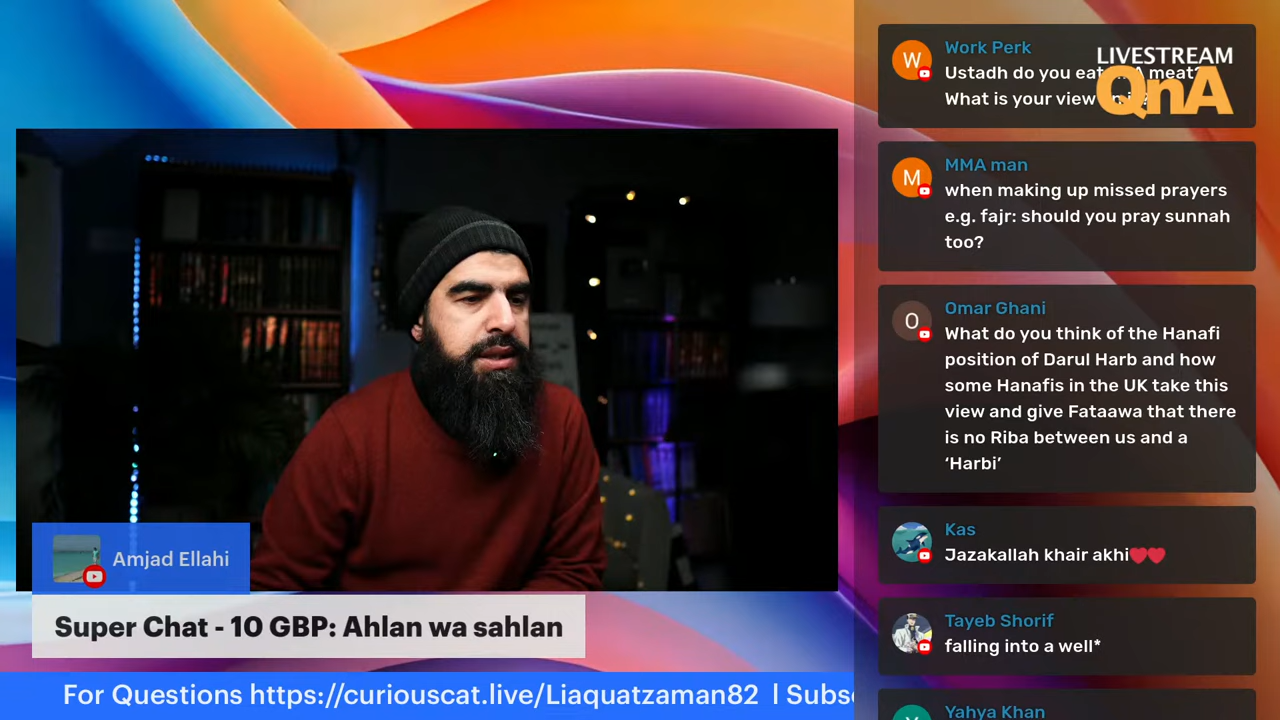 Work Perk
Ustadh do you eat meat?
What is your view
LIVESTREAM
QnA
W
MMA man
when making up missed prayers
e.g. fajr: should you pray sunnah
too?
M
Omar Ghani
What do you think of the Hanafi
position of Darul Harb and how
some Hanafis in the UK take this
view and give Fataawa that there
is no Riba between us and a
‘Harbi’
O
Kas
Jazakallah khair akhi❤❤
Tayeb Shorif
falling into a well*
Yahya Khan
Y
Amjad Ellahi
Super Chat - 10 GBP: Ahlan wa sahlan
For Questions https://curiouscat.live/Liaquatzaman82 | Subs